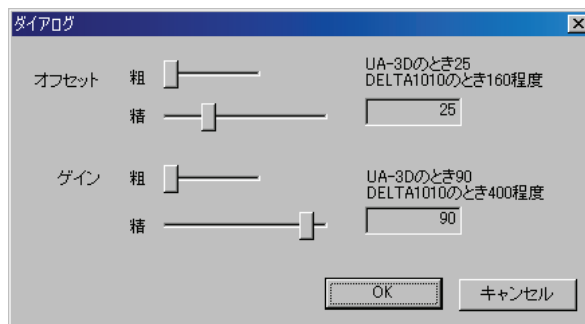 ダイアログ
オフセット 粗
UA-3Dのとき25
DELTA1010のとき160程度
精
25
ゲイン 粗
UA-3Dのとき90
DELTA1010のとき400程度
精
90
OK キャンセル